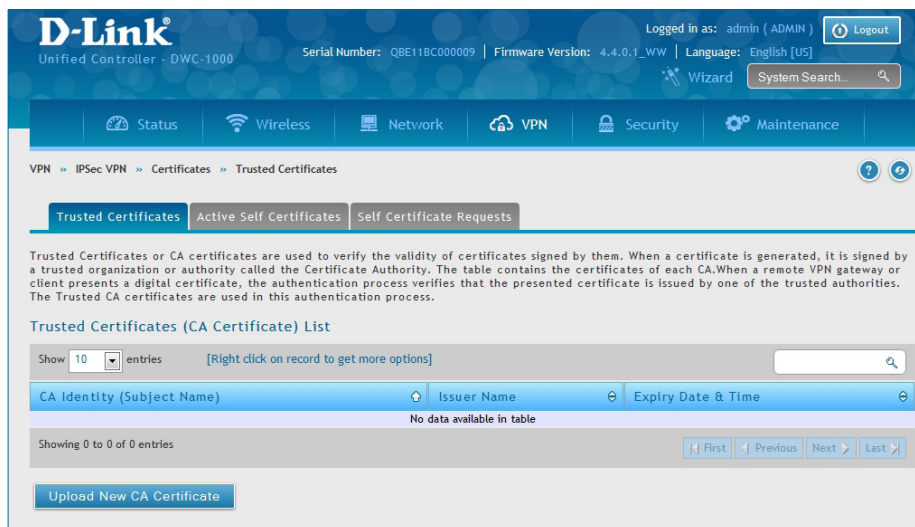 D-Link®
Unified Controller - DWC-1000
Logged in as: admin ( ADMIN ) Logout
Serial Number: QBE11BC000009 | Firmware Version: 4.4.0.1_WW | Language: English [US]
Wizard System Search...
Status Wireless Network VPN Security Maintenance
VPN » IPSec VPN » Certificates » Trusted Certificates
Trusted Certificates Active Self Certificates Self Certificate Requests
Trusted Certificates or CA certificates are used to verify the validity of certificates signed by them. When a certificate is generated, it is signed by
a trusted organization or authority called the Certificate Authority. The table contains the certificates of each CA.When a remote VPN gateway or
client presents a digital certificate, the authentication process verifies that the presented certificate is issued by one of the trusted authorities.
The Trusted CA certificates are used in this authentication process.
Trusted Certificates (CA Certificate) List
Show 10 entries [Right click on record to get more options]
CA Identity (Subject Name) Issuer Name Expiry Date & Time
No data available in table
Showing 0 to 0 of 0 entries First Previous Next Last
Upload New CA Certificate